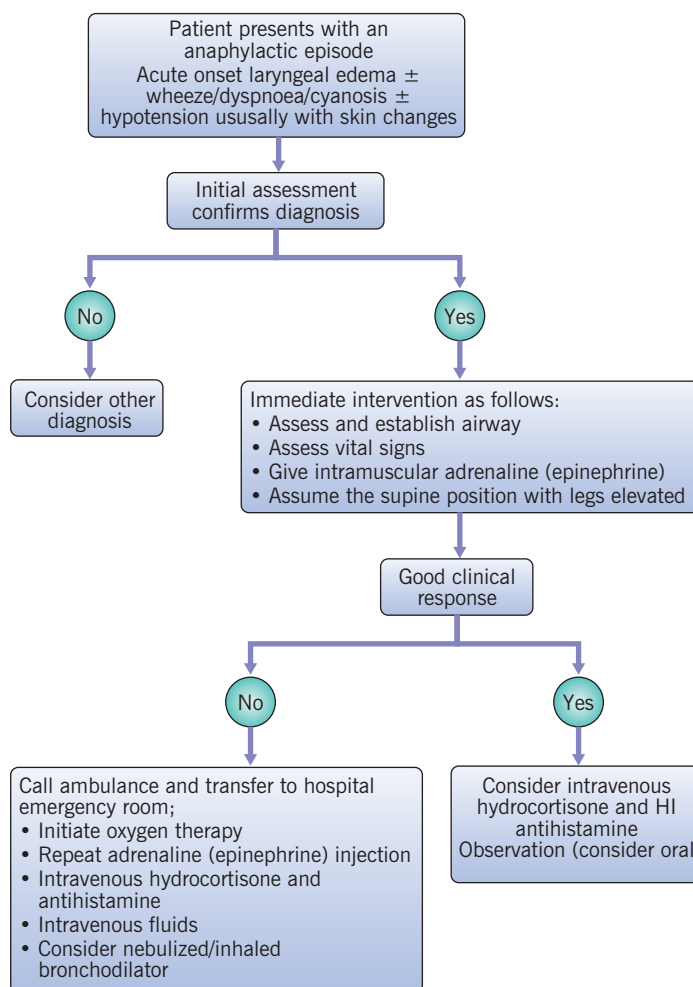 Patient presents with an
anaphylactic episode
Acute onset laryngeal edema ±
wheeze/dyspnoea/cyanosis ±
hypotension ususally with skin changes
Initial assessment
confirms diagnosis
No
Yes
Consider other
diagnosis
Immediate intervention as follows:
• Assess and establish airway
• Assess vital signs
• Give intramuscular adrenaline (epinephrine)
• Assume the supine position with legs elevated
Good clinical
response
No
Yes
Call ambulance and transfer to hospital
emergency room;
• Initiate oxygen therapy
• Repeat adrenaline (epinephrine) injection
• Intravenous hydrocortisone and
antihistamine
• Intravenous fluids
• Consider nebulized/inhaled
bronchodilator
Consider intravenous
hydrocortisone and HI
antihistamine
Observation (consider oral